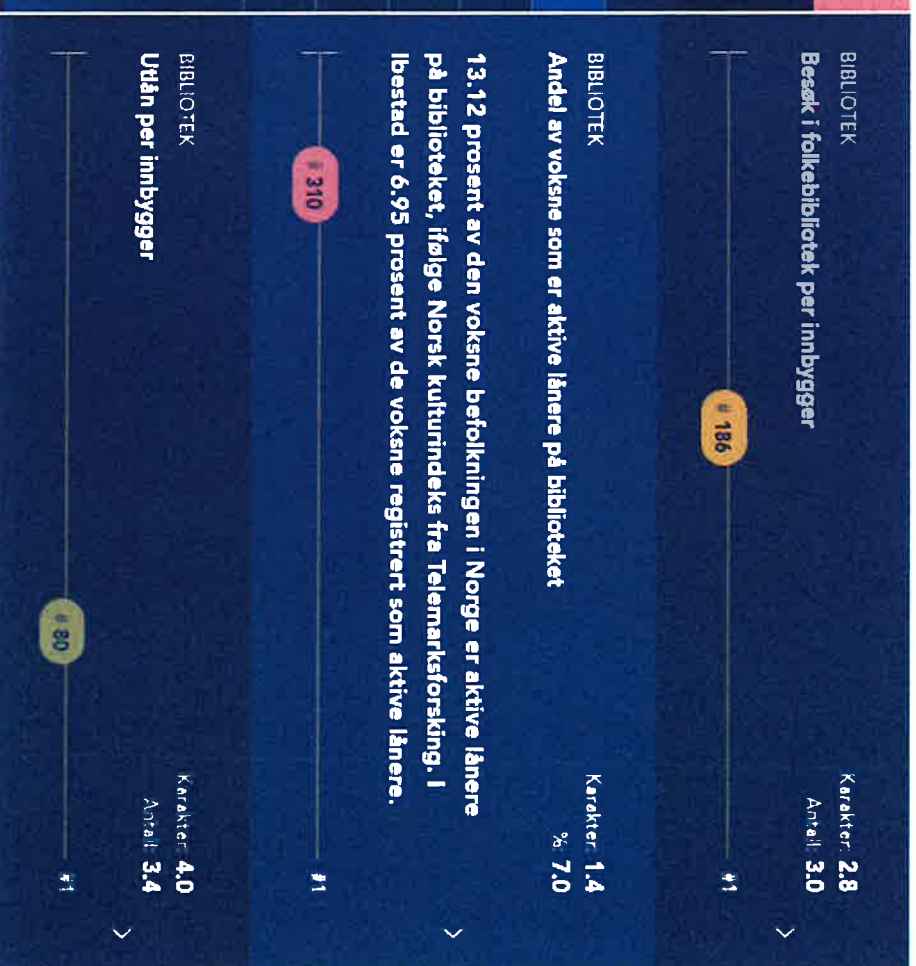 BIBLIOTEK
Besøk i folkebibliotek per innbygger
Karakter: 2.8
Antall: 3.0
# 186
#1
BIBLIOTEK
Andel av voksne som er aktive lånere på biblioteket
Karakter: 1.4
%: 7.0
13.12 prosent av den voksne befolkningen i Norge er aktive lånere
på biblioteket, ifølge Norsk kulturindeks fra Telemarksforsking. I
Ibestad er 6.95 prosent av de voksne registrert som aktive lånere.
# 310
#1
BIBLIOTEK
Utlån per innbygger
Karakter: 4.0
Antall: 3.4
# 80
#1